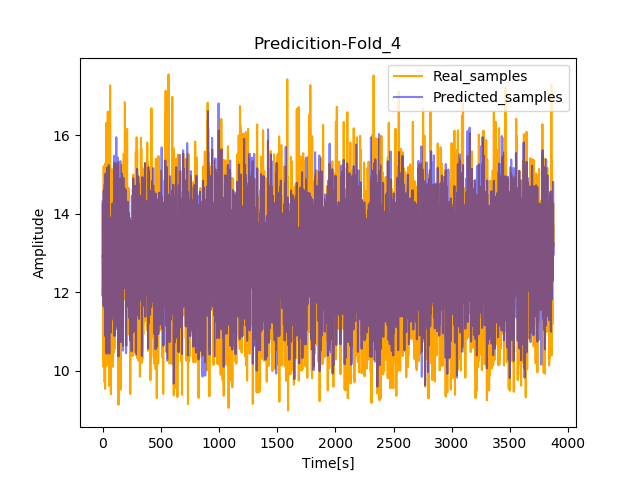 Predicition-Fold_4
Real_samples
Predicted_samples
Amplitude
16
14
12
10
0 500 1000 1500 2000 2500 3000 3500 4000
Time[s]